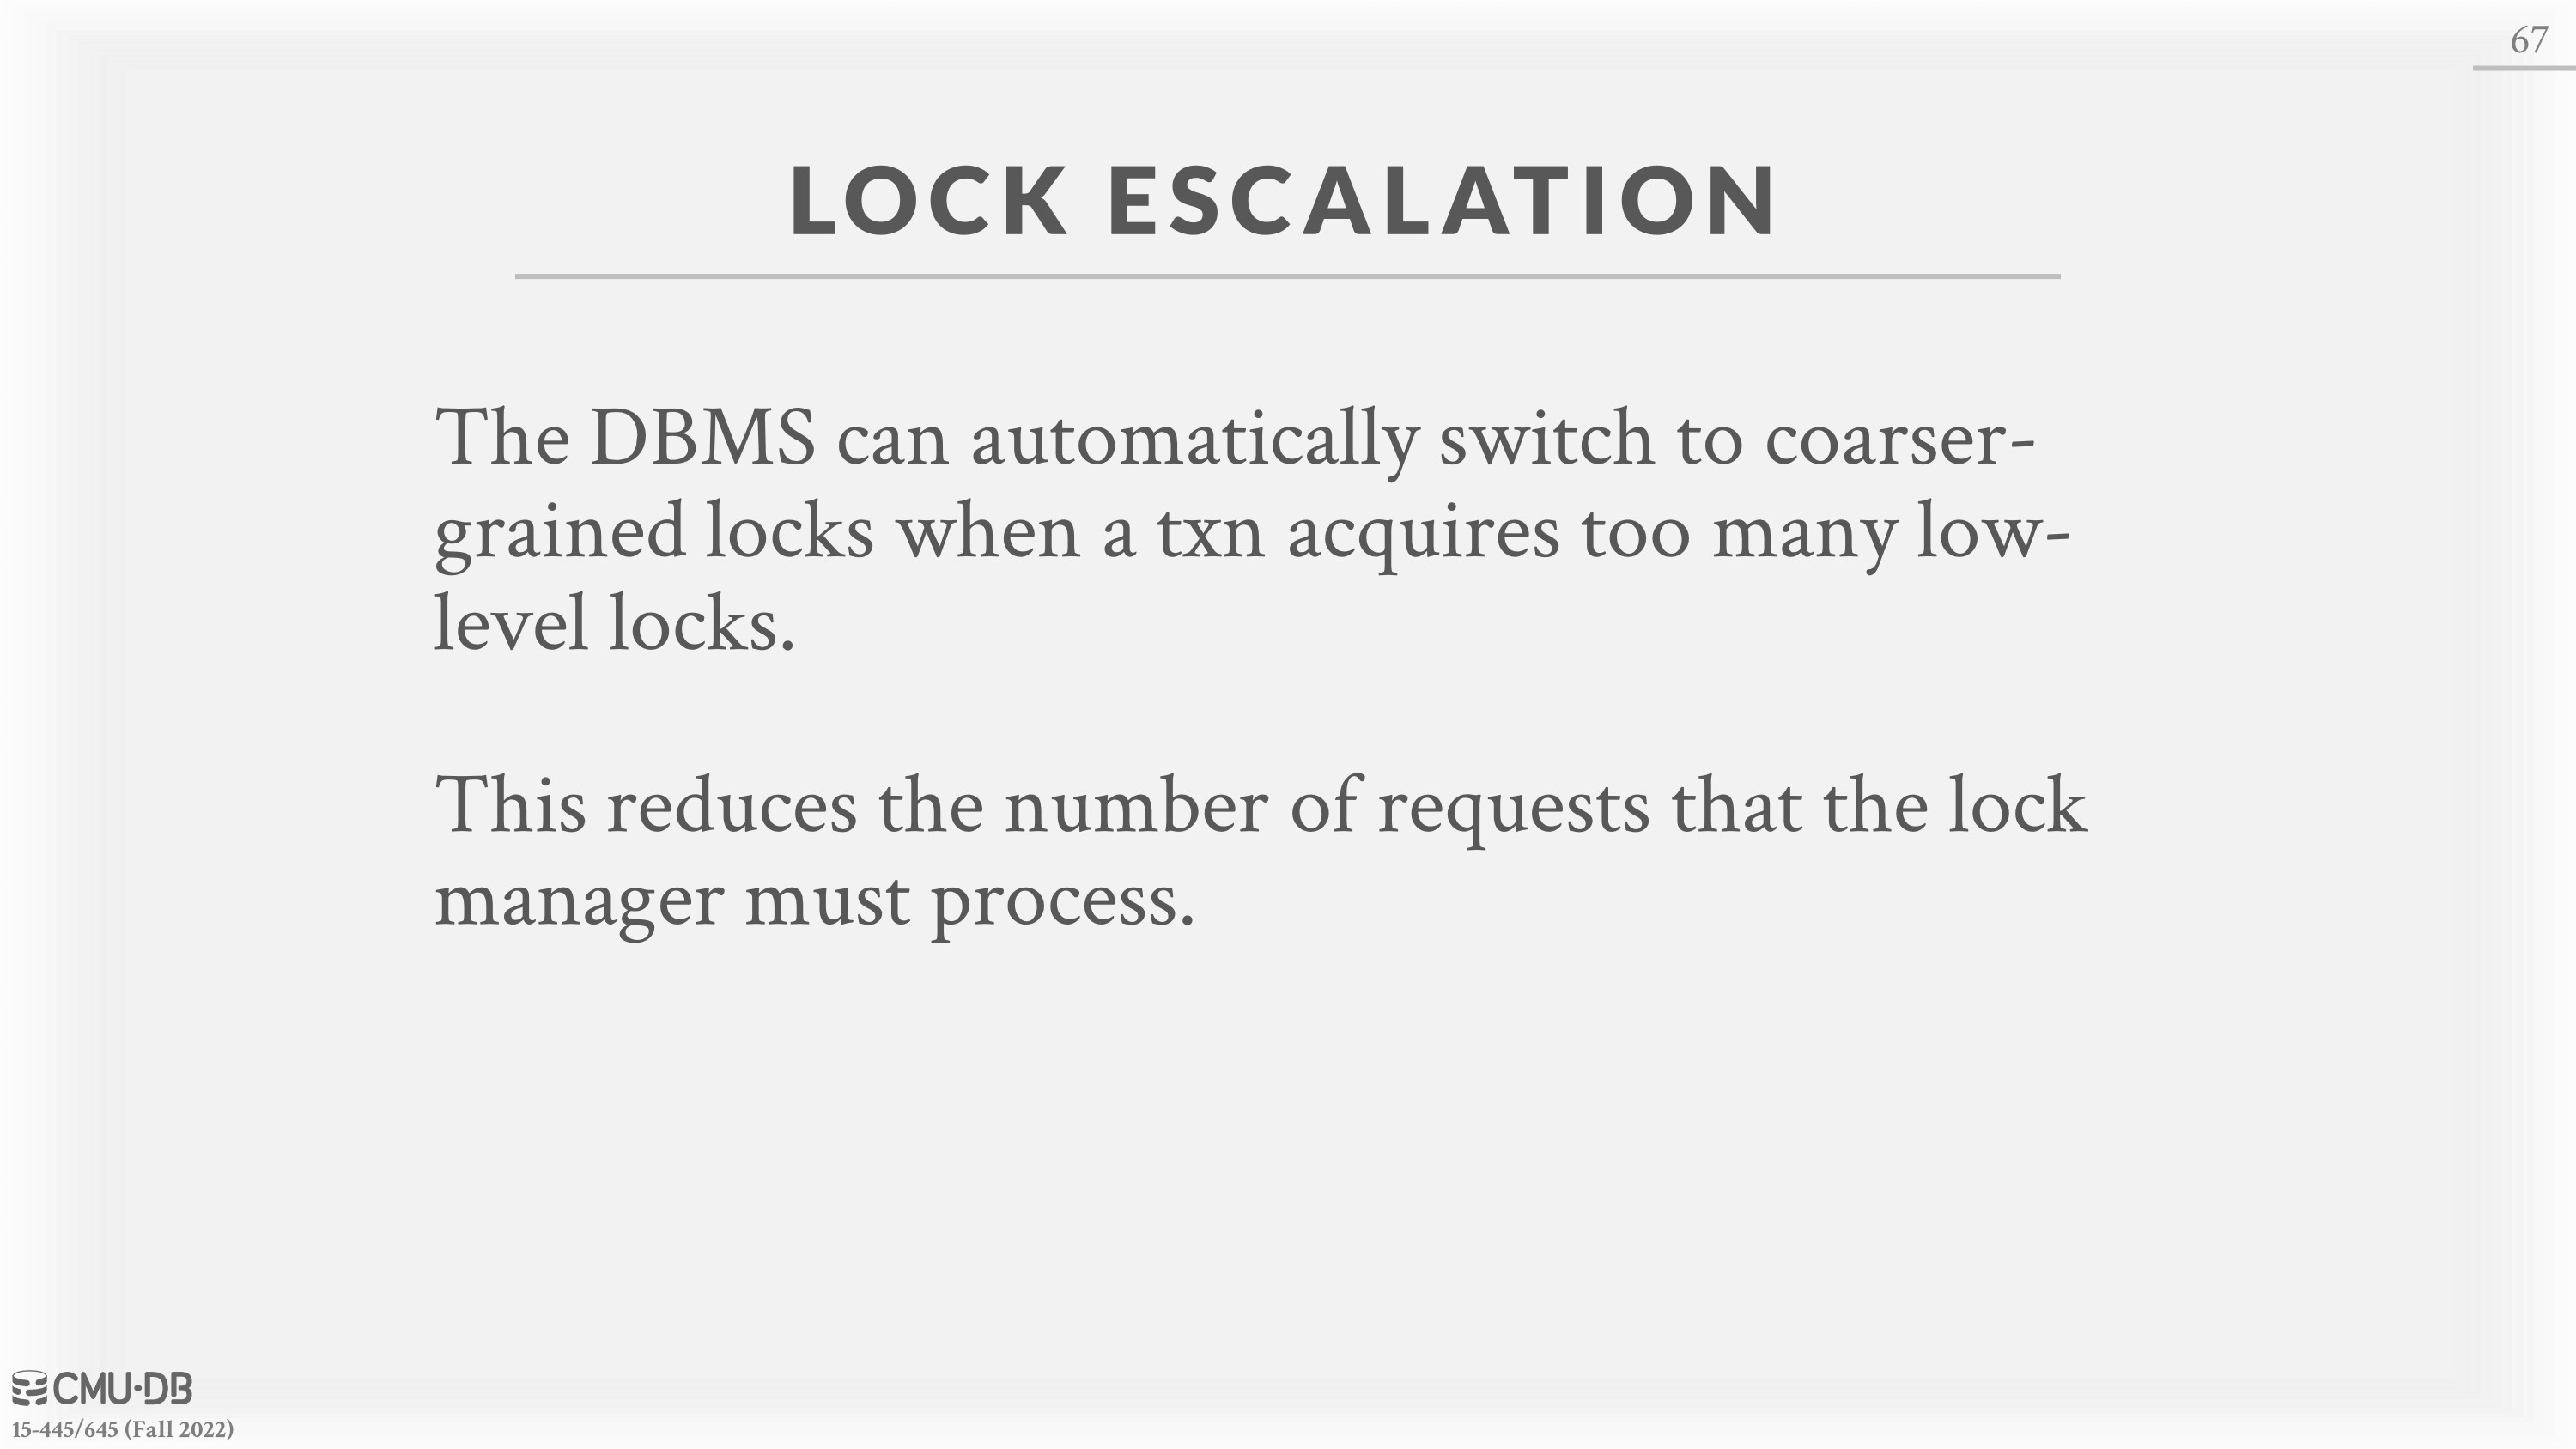 67
LOCK ESCALATION
The DBMS can automatically switch to coarser-
grained locks when a txn acquires too many low-
level locks.
This reduces the number of requests that the lock
manager must process.
CMU·DB
15-445/645 (Fall 2022)